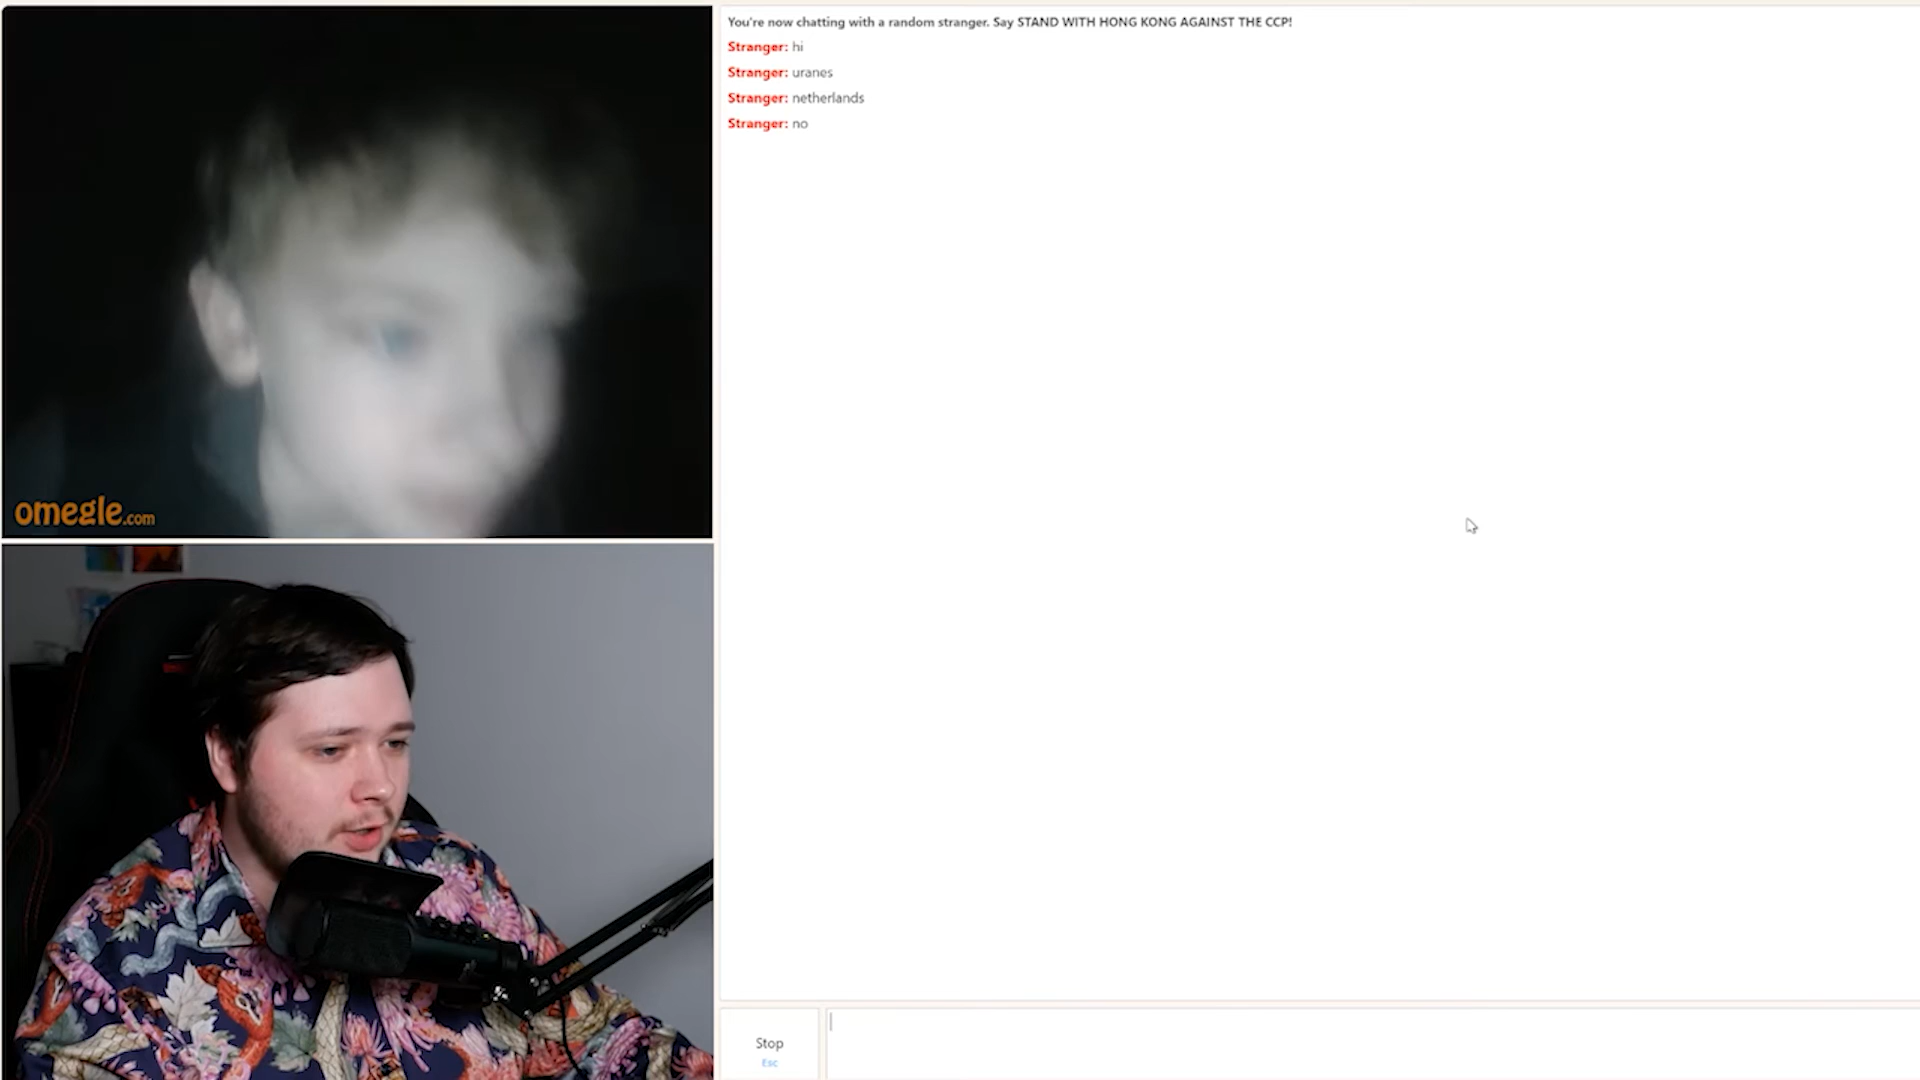 You're now chatting with a random stranger. Say STAND WITH HONG KONG AGAINST THE CCP!
Stranger: hi
Stranger: uranes
Stranger: netherlands
Stranger: no
omegle.com
Stop
Esc